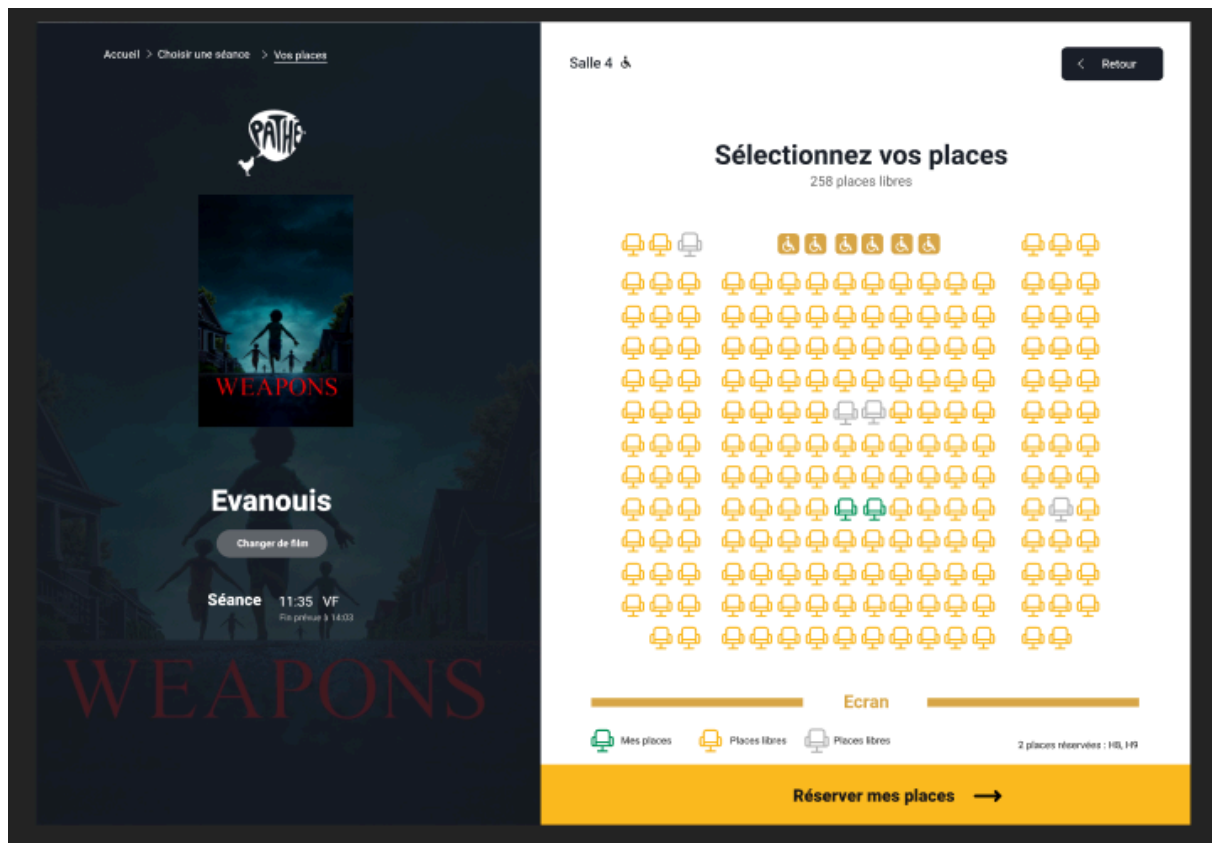 Accueil > Choisir une séance > Vos places
PATHE
WEAPONS
Evanouis
Changer de film
Séance 11:35 VF
Fin prévue à 14:03
WEAPONS
Salle 4
< Retour
Sélectionnez vos places
258 places libres
Ecran
Mes places Places libres Places libres
2 places réservées : H8, H9
Réserver mes places →